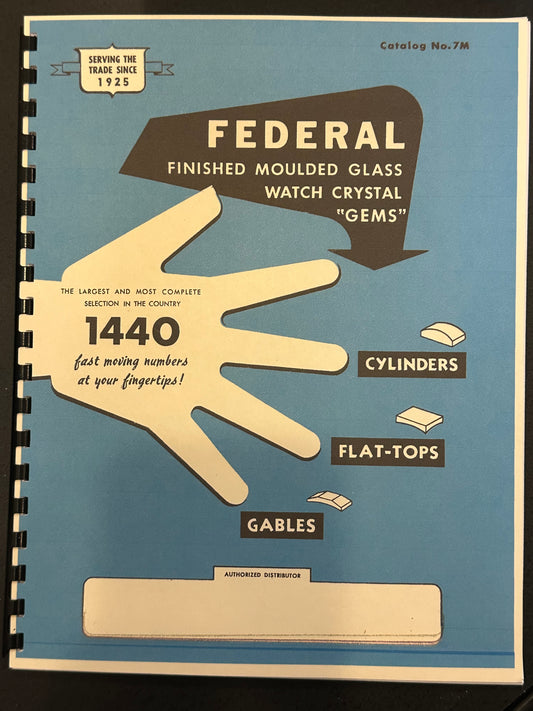 SERVING THE
TRADE SINCE
1925
Catalog No. 7M
FEDERAL
FINISHED MOULDED GLASS
WATCH CRYSTAL
"GEMS"
THE LARGEST AND MOST COMPLETE
SELECTION IN THE COUNTRY
1440
fast moving numbers
at your fingertips!
CYLINDERS
FLAT-TOPS
GABLES
AUTHORIZED DISTRIBUTOR